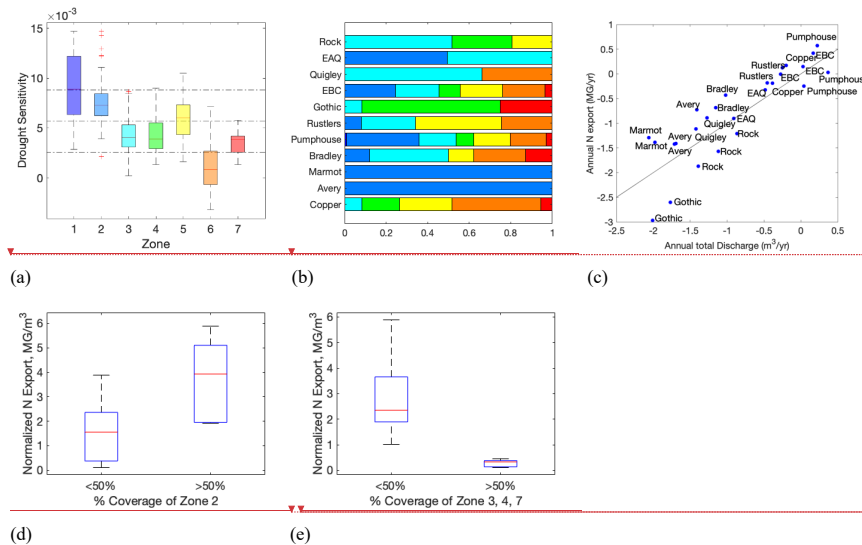 ×10⁻³
15
10
5
0
Drought Sensitivity
1 2 3 4 5 6 7
Zone
(a)
Rock
EAQ
Quigley
EBC
Gothic
Rustlers
Pumphouse
Bradley
Marmot
Avery
Copper
0 0.2 0.4 0.6 0.8 1
(b)
Annual N export (MG/yr)
1
0.5
0
-0.5
-1
-1.5
-2
-2.5
-3
Pumphouse
EBC
Copper
Rustlers
EBC
EBC
Pumphouse
Rustlers
Copper
Pumphouse
EAQ
Bradley
Avery
Bradley
EAQ
Quigley
Rock
Quigley
Marmot
Avery
Marmot
Avery
Rock
Rock
Gothic
Gothic
-2.5 -2 -1.5 -1 -0.5 0 0.5
Annual total Discharge (m³/yr)
(c)
Normalized N Export, MG/m³
6
5
4
3
2
1
0
<50% >50%
% Coverage of Zone 2
(d)
Normalized N Export, MG/m³
6
5
4
3
2
1
0
<50% >50%
% Coverage of Zone 3, 4, 7
(e)